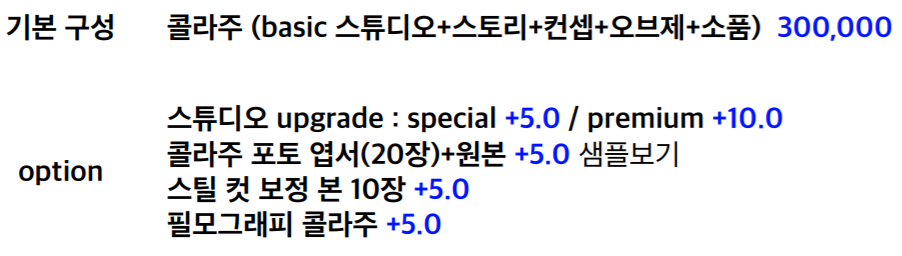 기본 구성 콜라주 (basic 스튜디오+스토리+컨셉+오브제+소품) 300,000
스튜디오 upgrade : special +5.0 / premium +10.0
콜라주 포토 엽서(20장)+원본 +5.0 샘플보기
option
스틸 컷 보정 본 10장 +5.0
필모그래피 콜라주 +5.0